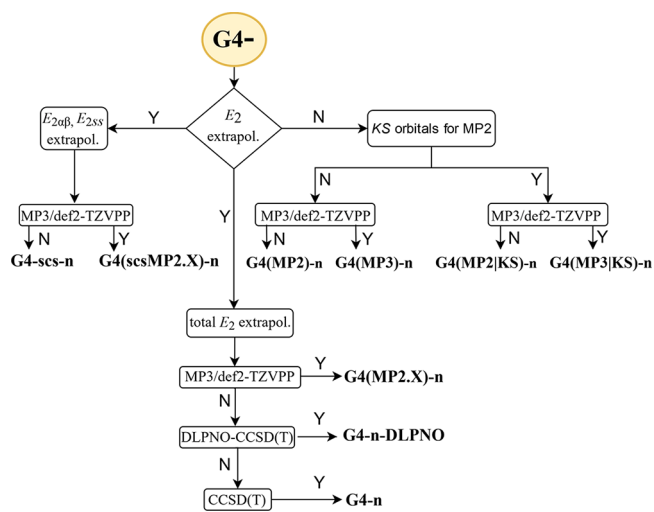 G4-
E2αβ, E2ss
extrapol.
Y
E2
extrapol.
N
KS orbitals for MP2
Y
N
Y
MP3/def2-TZVPP
MP3/def2-TZVPP
MP3/def2-TZVPP
N
Y
N
Y
N
Y
G4-scs-n
G4(scsMP2.X)-n
G4(MP2)-n
G4(MP3)-n
G4(MP2|KS)-n
G4(MP3|KS)-n
total E2 extrapol.
MP3/def2-TZVPP
Y
G4(MP2.X)-n
N
DLPNO-CCSD(T)
Y
G4-n-DLPNO
N
CCSD(T)
Y
G4-n